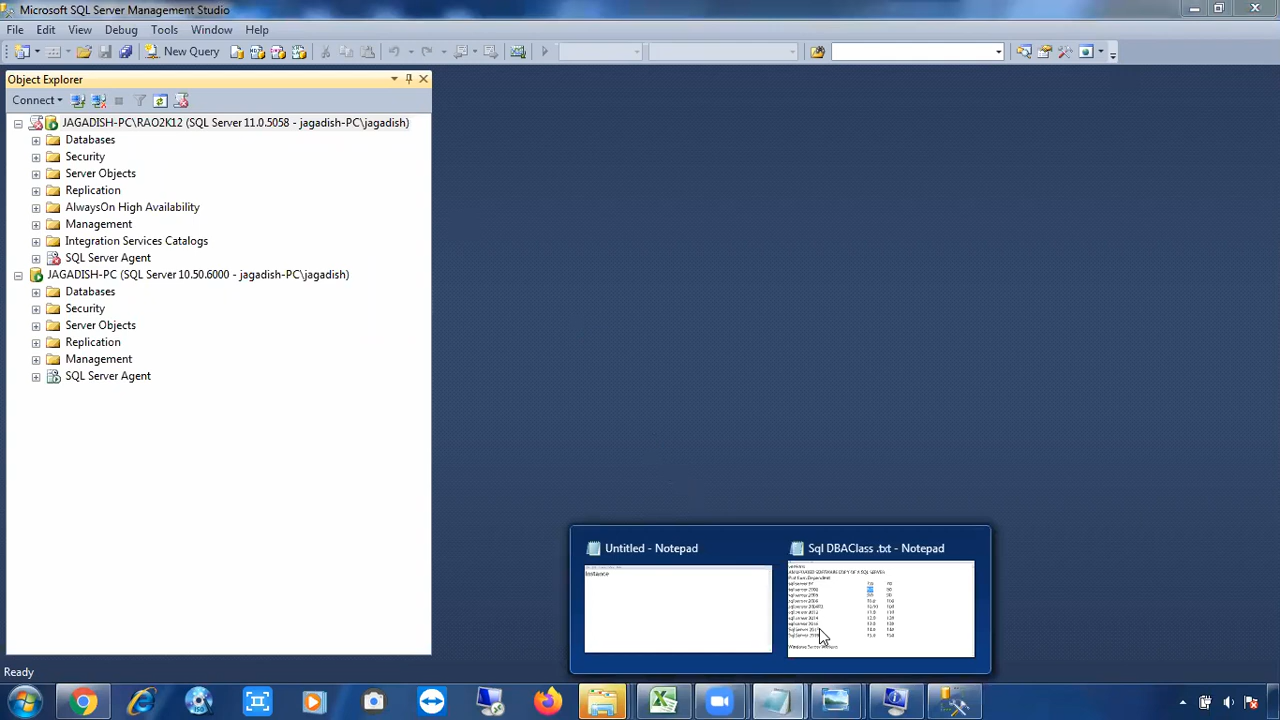 Microsoft SQL Server Management Studio
File Edit View Debug Tools Window Help
New Query
Object Explorer
Connect
JAGADISH-PC\RAO2K12 (SQL Server 11.0.5058 - jagadish-PC\jagadish)
Databases
Security
Server Objects
Replication
AlwaysOn High Availability
Management
Integration Services Catalogs
SQL Server Agent
JAGADISH-PC (SQL Server 10.50.6000 - jagadish-PC\jagadish)
Databases
Security
Server Objects
Replication
Management
SQL Server Agent
Untitled - Notepad
Sql DBAClass .txt - Notepad
Instance
Ready